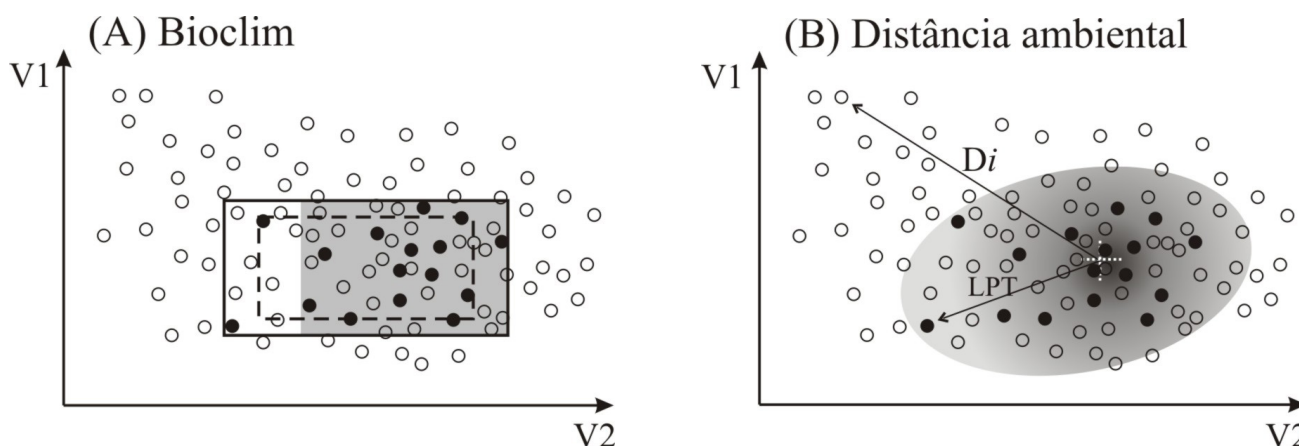 (A) Bioclim
V1
V2
(B) Distância ambiental
V1
Di
LPT
V2